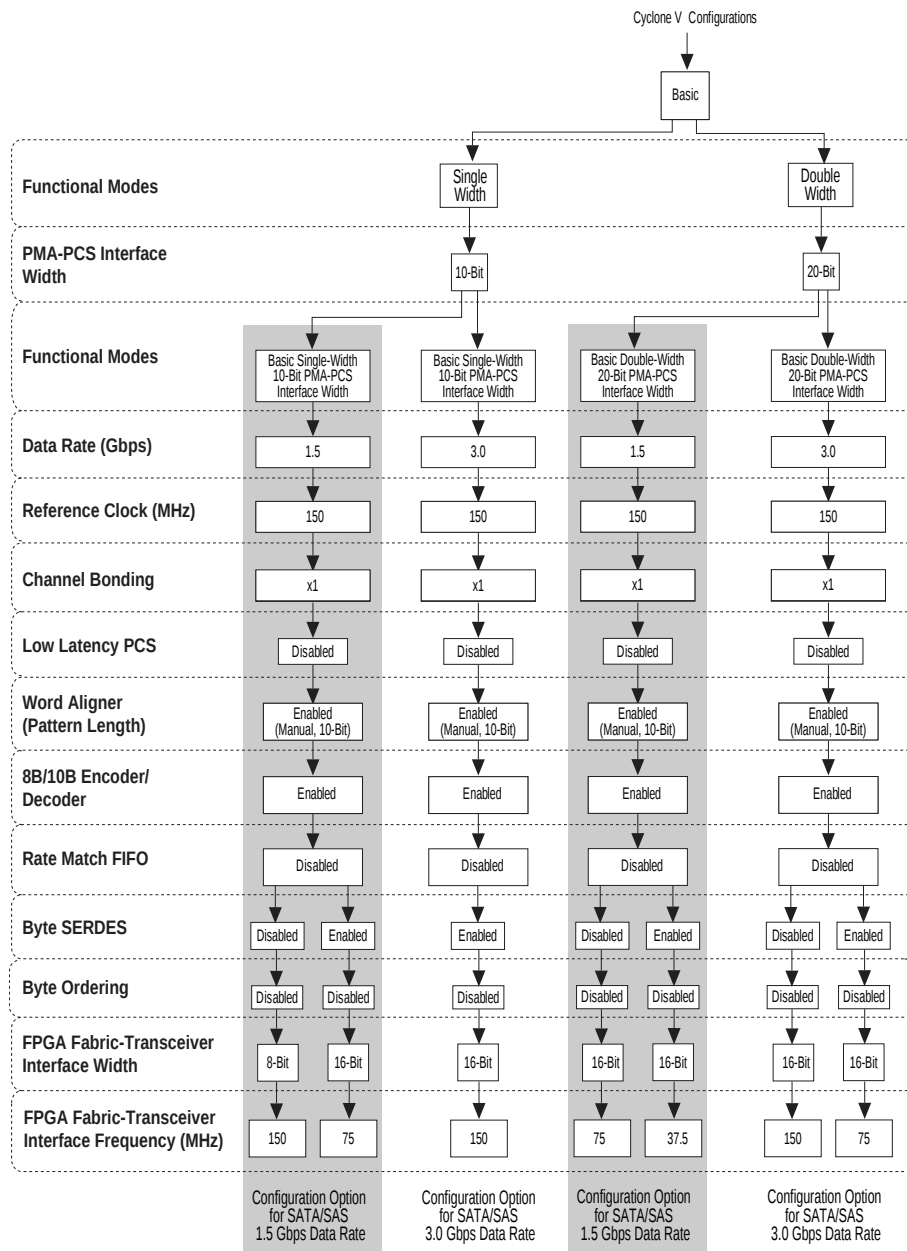 Cyclone V Configurations
Basic
Functional Modes
Single
Width
Double
Width
PMA-PCS Interface
Width
10-Bit
20-Bit
Functional Modes
Basic Single-Width
10-Bit PMA-PCS
Interface Width
Basic Single-Width
10-Bit PMA-PCS
Interface Width
Basic Double-Width
20-Bit PMA-PCS
Interface Width
Basic Double-Width
20-Bit PMA-PCS
Interface Width
Data Rate (Gbps)
1.5
3.0
1.5
3.0
Reference Clock (MHz)
150
150
150
150
Channel Bonding
x1
x1
x1
x1
Low Latency PCS
Disabled
Disabled
Disabled
Disabled
Word Aligner
(Pattern Length)
Enabled
(Manual, 10-Bit)
Enabled
(Manual, 10-Bit)
Enabled
(Manual, 10-Bit)
Enabled
(Manual, 10-Bit)
8B/10B Encoder/
Decoder
Enabled
Enabled
Enabled
Enabled
Rate Match FIFO
Disabled
Disabled
Disabled
Disabled
Byte SERDES
Disabled
Enabled
Enabled
Disabled
Enabled
Disabled
Enabled
Byte Ordering
Disabled
Disabled
Disabled
Disabled
Disabled
Disabled
Disabled
FPGA Fabric-Transceiver
Interface Width
8-Bit
16-Bit
16-Bit
16-Bit
16-Bit
16-Bit
16-Bit
FPGA Fabric-Transceiver
Interface Frequency (MHz)
150
75
150
75
37.5
150
75
Configuration Option
for SATA/SAS
1.5 Gbps Data Rate
Configuration Option
for SATA/SAS
3.0 Gbps Data Rate
Configuration Option
for SATA/SAS
1.5 Gbps Data Rate
Configuration Option
for SATA/SAS
3.0 Gbps Data Rate